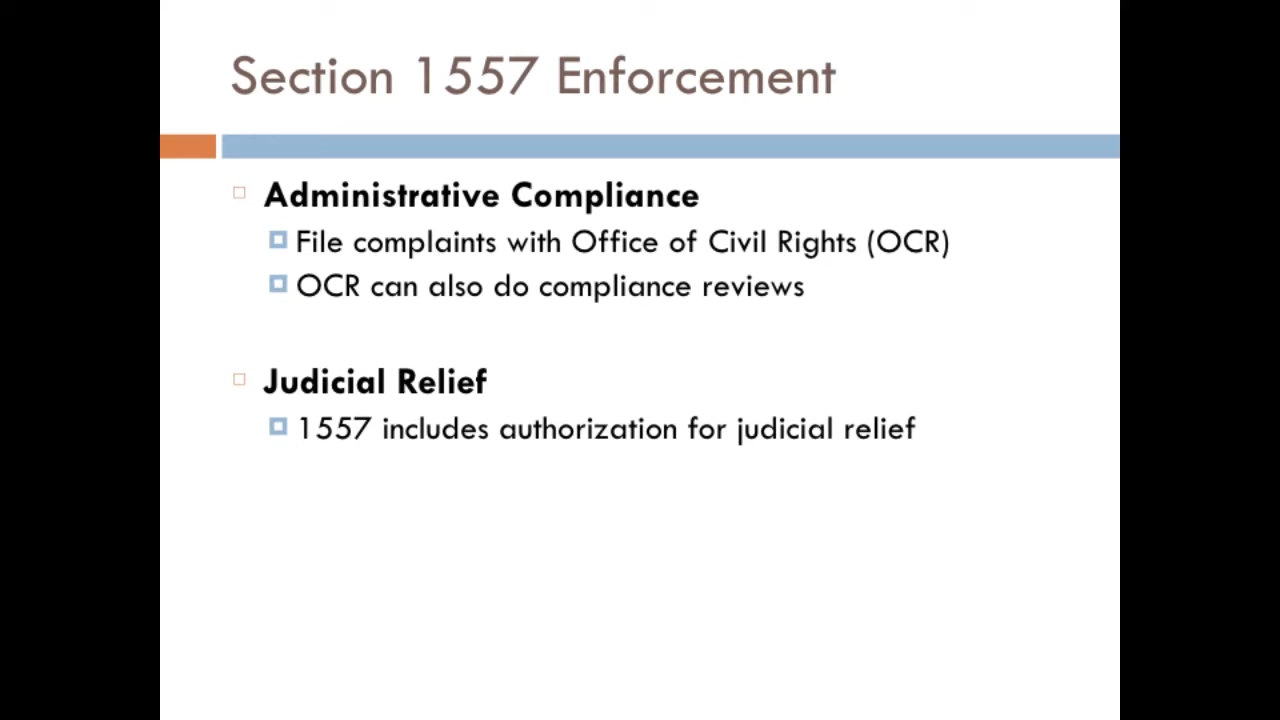 Section 1557 Enforcement
Administrative Compliance
File complaints with Office of Civil Rights (OCR)
OCR can also do compliance reviews
Judicial Relief
1557 includes authorization for judicial relief